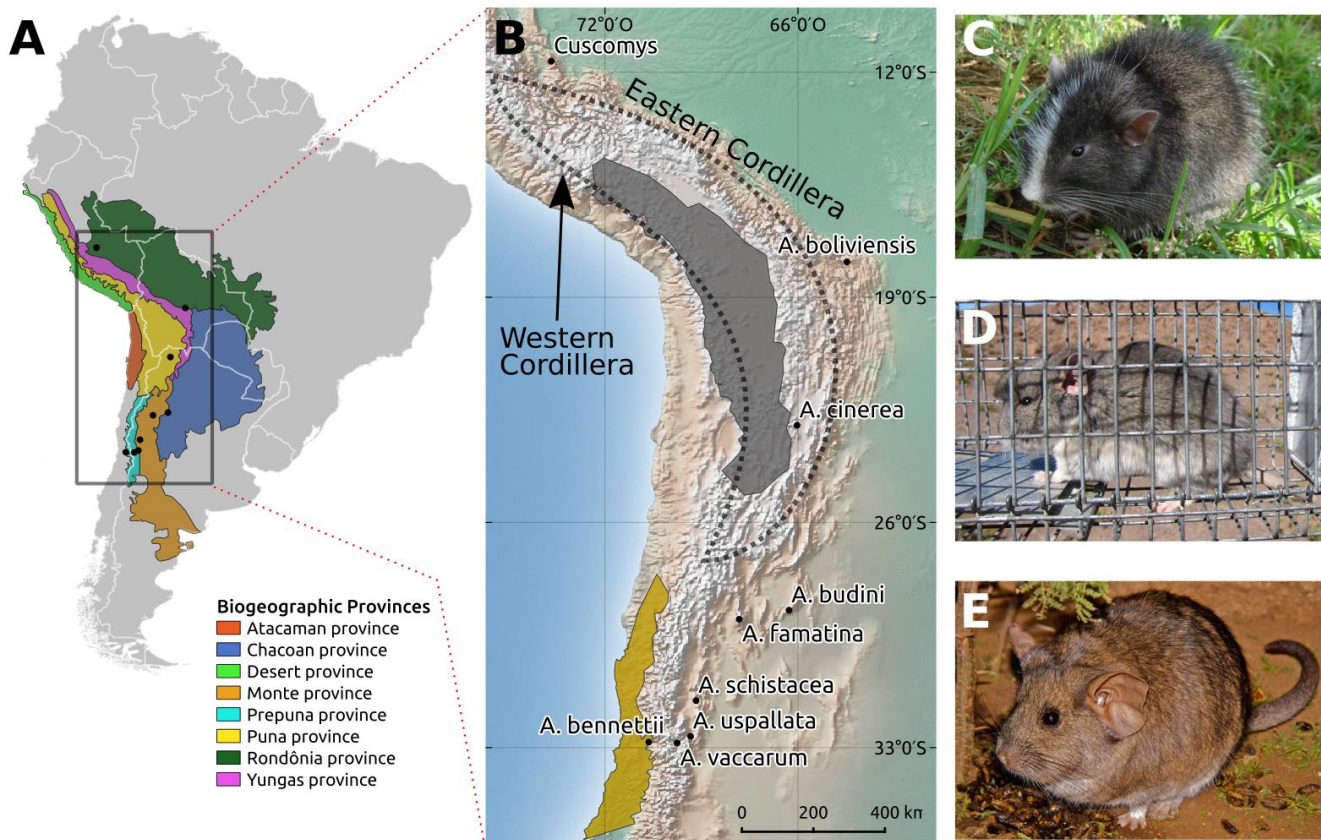 A
Biogeographic Provinces
Atacaman province
Chacoan province
Desert province
Monte province
Prepuna province
Puna province
Rondônia province
Yungas province
B
72°0'O
66°0'O
Cuscomys
12°0'S
Eastern Cordillera
A. boliviensis
19°0'S
Western
Cordillera
A. cinerea
26°0'S
A. budini
A. famatina
A. schistacea
A. uspallata
A. bennettii
33°0'S
A. vaccarum
0 200 400 km
C
D
E